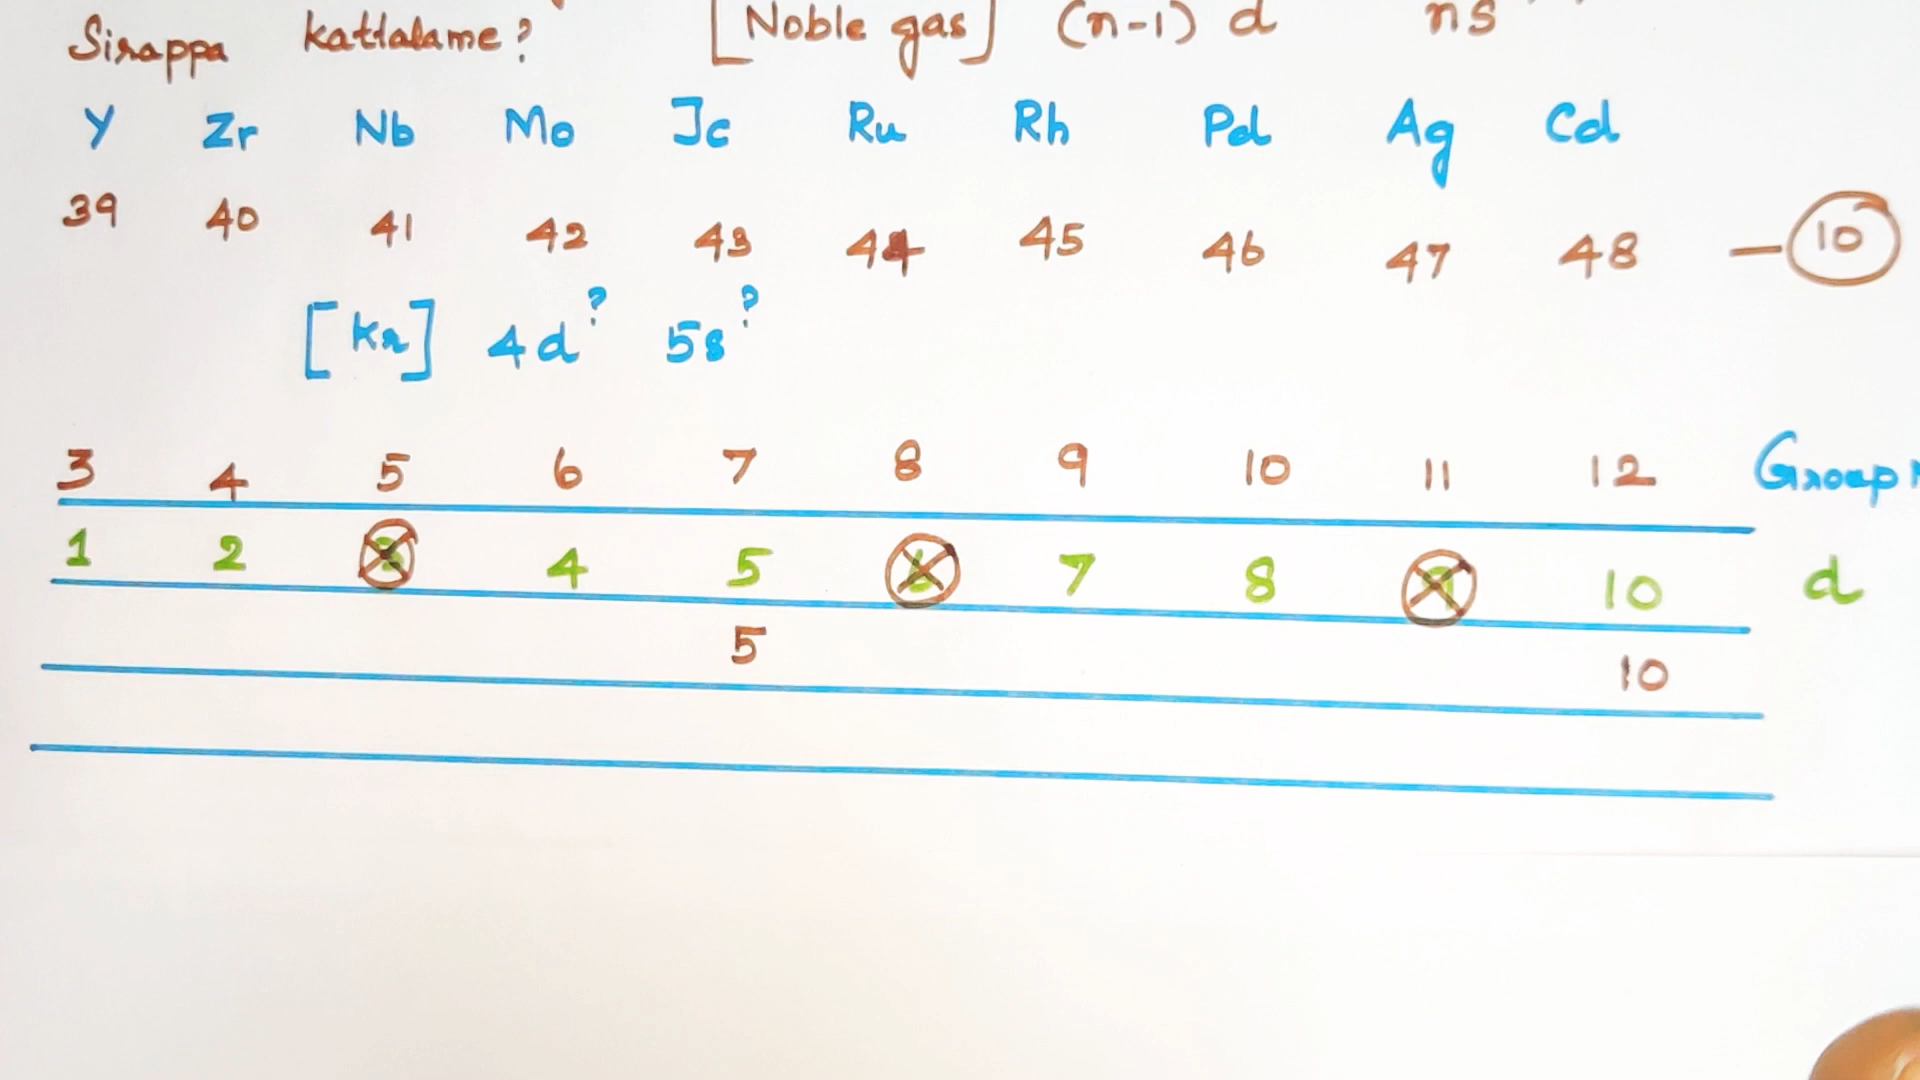 Sirappa kattalame? [Noble gas] (n-1) d ns
Y Zr Nb Mo Tc Ru Rh Pd Ag Cd
39 40 41 42 43 44 45 46 47 48 — 10
[Kr] 4d? 5s?
3 4 5 6 7 8 9 10 11 12 Group
1 2 4 5 7 8 10 d
5 10